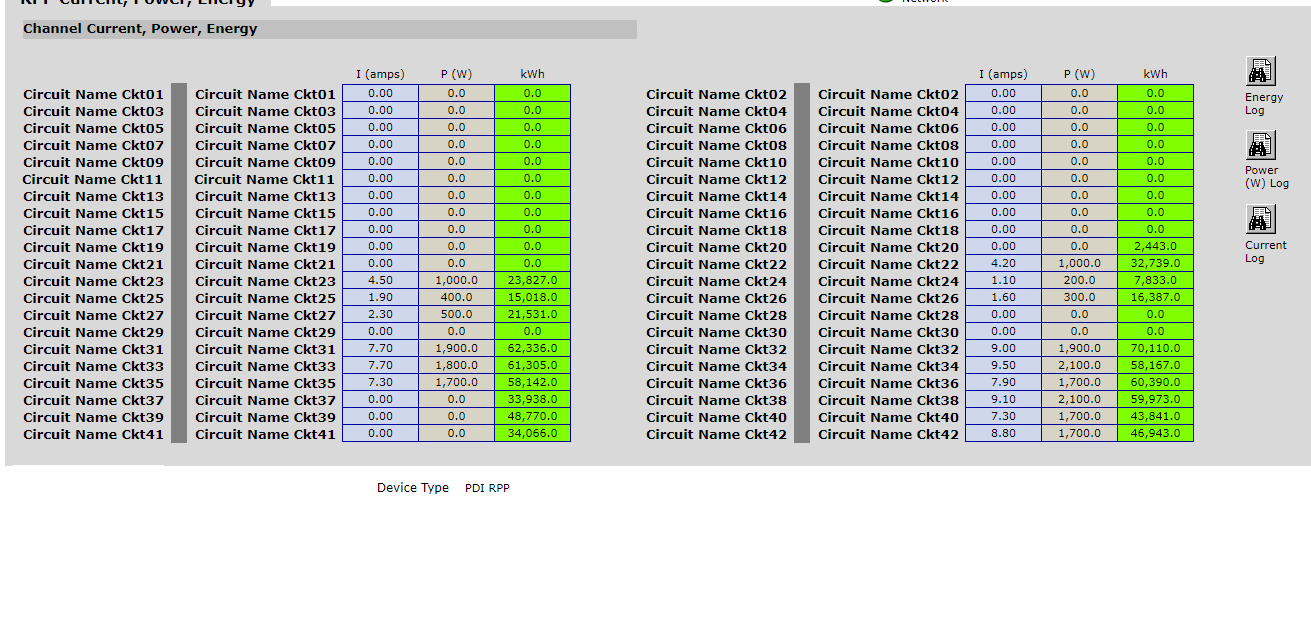 RPP Current, Power, Energy
Network
Channel Current, Power, Energy
I (amps) P (W) kWh I (amps) P (W) kWh
Circuit Name Ckt01 Circuit Name Ckt01 0.00 0.0 0.0 Circuit Name Ckt02 Circuit Name Ckt02 0.00 0.0 0.0
Circuit Name Ckt03 Circuit Name Ckt03 0.00 0.0 0.0 Circuit Name Ckt04 Circuit Name Ckt04 0.00 0.0 0.0
Circuit Name Ckt05 Circuit Name Ckt05 0.00 0.0 0.0 Circuit Name Ckt06 Circuit Name Ckt06 0.00 0.0 0.0
Circuit Name Ckt07 Circuit Name Ckt07 0.00 0.0 0.0 Circuit Name Ckt08 Circuit Name Ckt08 0.00 0.0 0.0
Circuit Name Ckt09 Circuit Name Ckt09 0.00 0.0 0.0 Circuit Name Ckt10 Circuit Name Ckt10 0.00 0.0 0.0
Circuit Name Ckt11 Circuit Name Ckt11 0.00 0.0 0.0 Circuit Name Ckt12 Circuit Name Ckt12 0.00 0.0 0.0
Circuit Name Ckt13 Circuit Name Ckt13 0.00 0.0 0.0 Circuit Name Ckt14 Circuit Name Ckt14 0.00 0.0 0.0
Circuit Name Ckt15 Circuit Name Ckt15 0.00 0.0 0.0 Circuit Name Ckt16 Circuit Name Ckt16 0.00 0.0 0.0
Circuit Name Ckt17 Circuit Name Ckt17 0.00 0.0 0.0 Circuit Name Ckt18 Circuit Name Ckt18 0.00 0.0 0.0
Circuit Name Ckt19 Circuit Name Ckt19 0.00 0.0 0.0 Circuit Name Ckt20 Circuit Name Ckt20 0.00 0.0 2,443.0
Circuit Name Ckt21 Circuit Name Ckt21 0.00 0.0 0.0 Circuit Name Ckt22 Circuit Name Ckt22 4.20 1,000.0 32,739.0
Circuit Name Ckt23 Circuit Name Ckt23 4.50 1,000.0 23,827.0 Circuit Name Ckt24 Circuit Name Ckt24 1.10 200.0 7,833.0
Circuit Name Ckt25 Circuit Name Ckt25 1.90 400.0 15,018.0 Circuit Name Ckt26 Circuit Name Ckt26 1.60 300.0 16,387.0
Circuit Name Ckt27 Circuit Name Ckt27 2.30 500.0 21,531.0 Circuit Name Ckt28 Circuit Name Ckt28 0.00 0.0 0.0
Circuit Name Ckt29 Circuit Name Ckt29 0.00 0.0 0.0 Circuit Name Ckt30 Circuit Name Ckt30 0.00 0.0 0.0
Circuit Name Ckt31 Circuit Name Ckt31 7.70 1,900.0 62,336.0 Circuit Name Ckt32 Circuit Name Ckt32 9.00 1,900.0 70,110.0
Circuit Name Ckt33 Circuit Name Ckt33 7.70 1,800.0 61,305.0 Circuit Name Ckt34 Circuit Name Ckt34 9.50 2,100.0 58,167.0
Circuit Name Ckt35 Circuit Name Ckt35 7.30 1,700.0 58,142.0 Circuit Name Ckt36 Circuit Name Ckt36 7.90 1,700.0 60,390.0
Circuit Name Ckt37 Circuit Name Ckt37 0.00 0.0 33,938.0 Circuit Name Ckt38 Circuit Name Ckt38 9.10 2,100.0 59,973.0
Circuit Name Ckt39 Circuit Name Ckt39 0.00 0.0 48,770.0 Circuit Name Ckt40 Circuit Name Ckt40 7.30 1,700.0 43,841.0
Circuit Name Ckt41 Circuit Name Ckt41 0.00 0.0 34,066.0 Circuit Name Ckt42 Circuit Name Ckt42 8.80 1,700.0 46,943.0
Energy
Log
Power
(W) Log
Current
Log
Device Type PDI RPP